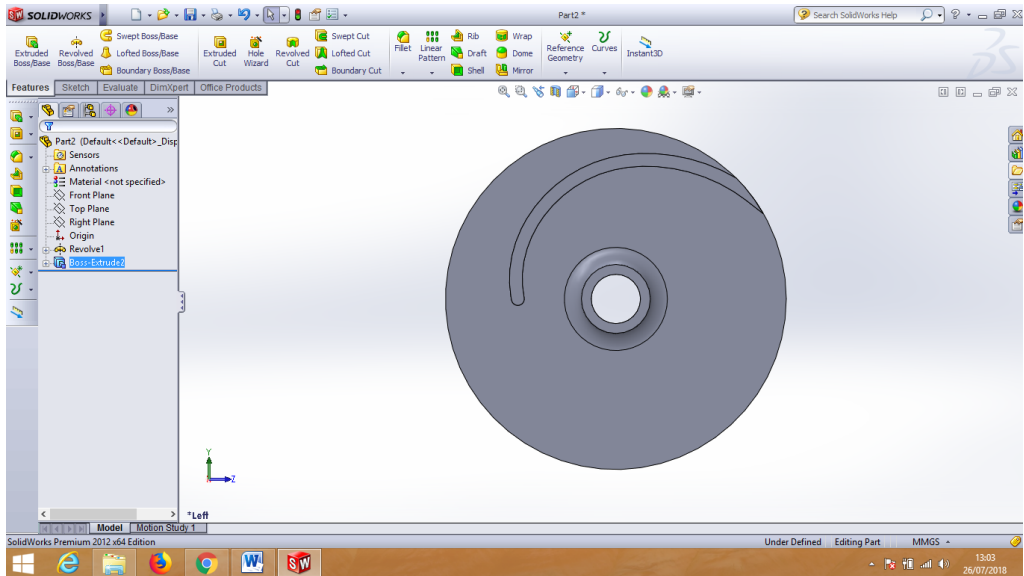 SOLIDWORKS
Part2 *
Search SolidWorks Help
Extruded Boss/Base
Revolved Boss/Base
Swept Boss/Base
Lofted Boss/Base
Boundary Boss/Base
Extruded Cut
Hole Wizard
Revolved Cut
Swept Cut
Lofted Cut
Boundary Cut
Fillet
Linear Pattern
Rib
Draft
Shell
Wrap
Dome
Mirror
Reference Geometry
Curves
Instant3D
Features
Sketch
Evaluate
DimXpert
Office Products
Part2 (Default<<Default>_Disp
Sensors
Annotations
Material <not specified>
Front Plane
Top Plane
Right Plane
Origin
Revolve1
Boss-Extrude2
Y
Z
*Left
Model
Motion Study 1
SolidWorks Premium 2012 x64 Edition
Under Defined
Editing Part
MMGS
13:03
26/07/2018